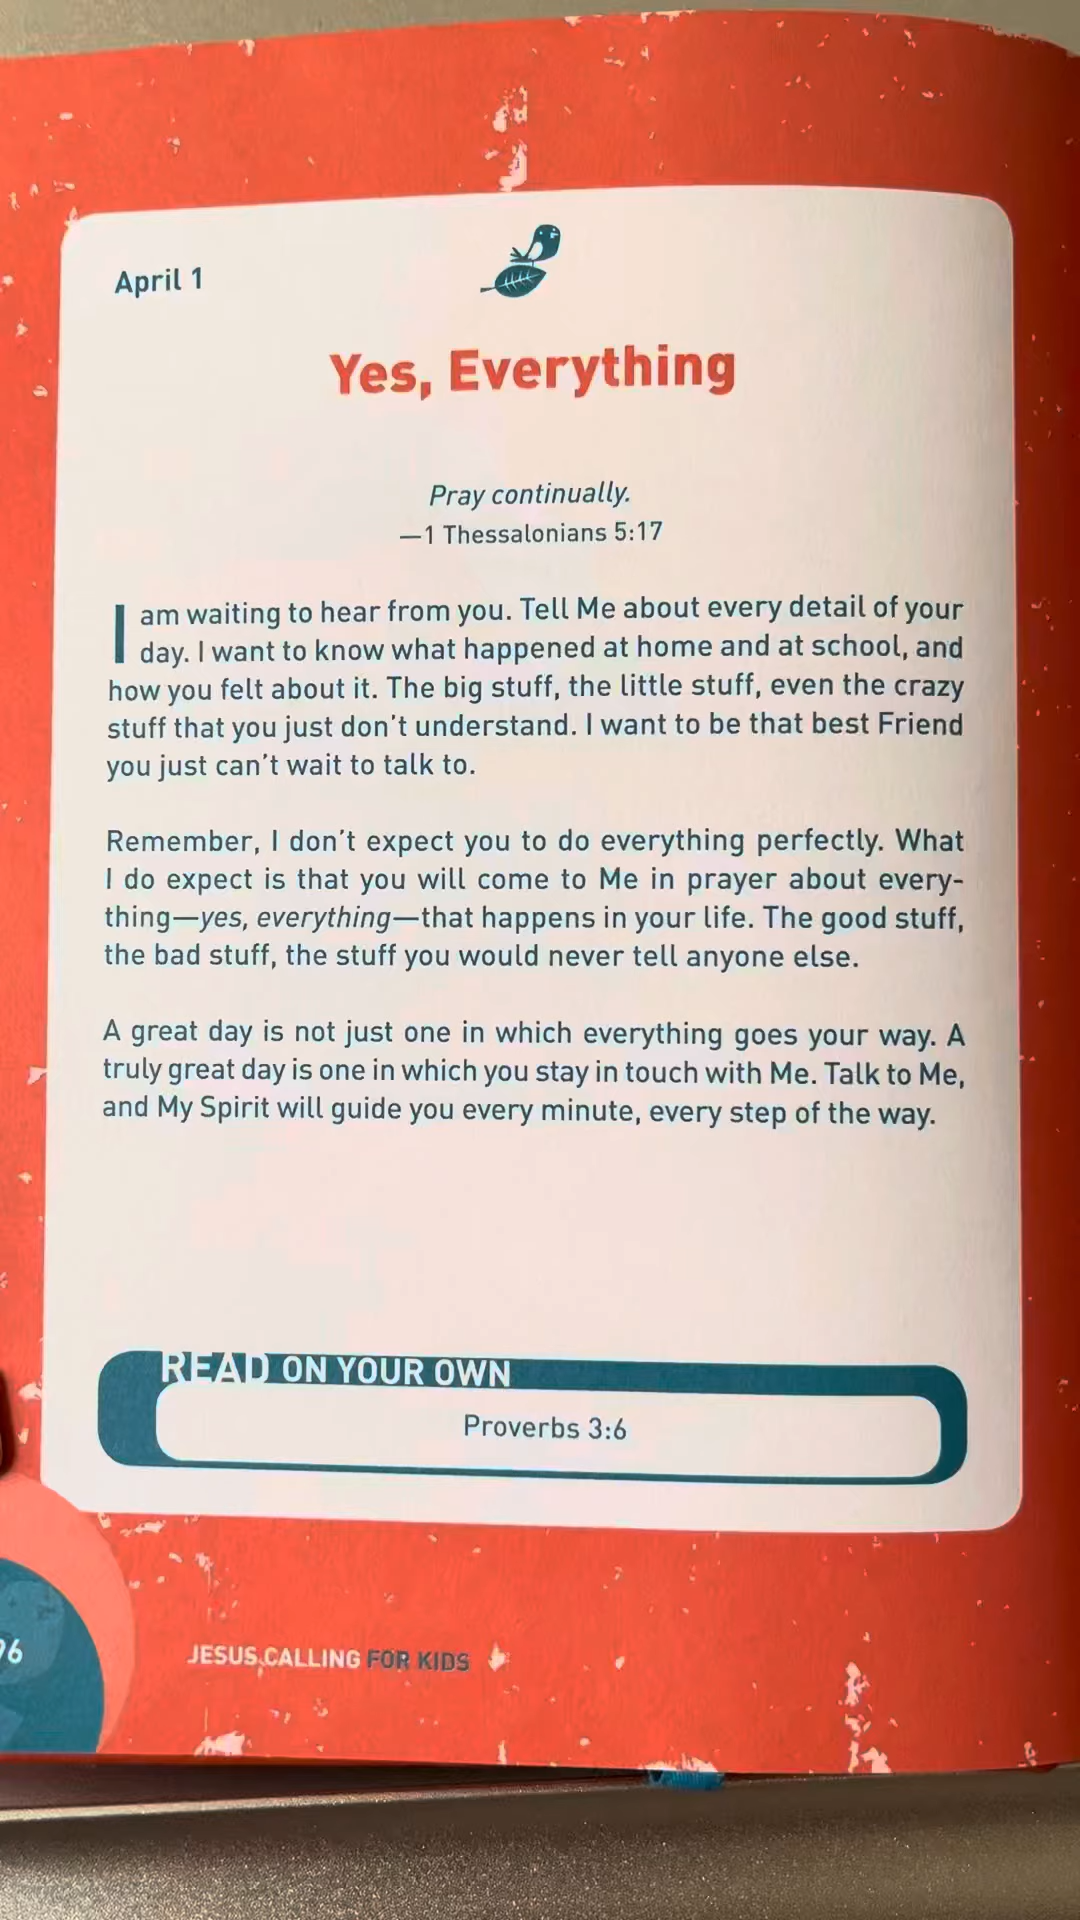 April 1
Yes, Everything
Pray continually.
—1 Thessalonians 5:17
I am waiting to hear from you. Tell Me about every detail of your
day. I want to know what happened at home and at school, and
how you felt about it. The big stuff, the little stuff, even the crazy
stuff that you just don't understand. I want to be that best Friend
you just can't wait to talk to.
Remember, I don't expect you to do everything perfectly. What
I do expect is that you will come to Me in prayer about every-
thing—yes, everything—that happens in your life. The good stuff,
the bad stuff, the stuff you would never tell anyone else.
A great day is not just one in which everything goes your way. A
truly great day is one in which you stay in touch with Me. Talk to Me,
and My Spirit will guide you every minute, every step of the way.
READ ON YOUR OWN
Proverbs 3:6
JESUS CALLING FOR KIDS